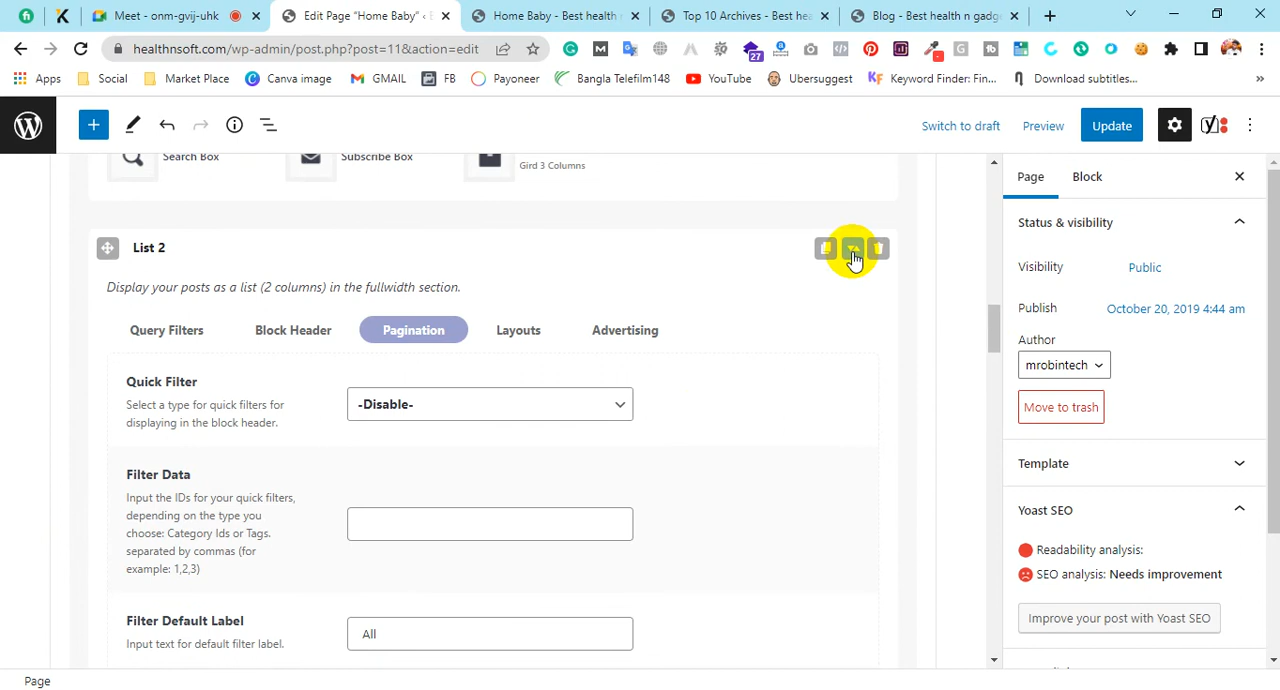 Meet - onm-gvij-uhk
Edit Page "Home Baby" ‹ E
Home Baby - Best health n
Top 10 Archives - Best hea
Blog - Best health n gadge
healthnsoft.com/wp-admin/post.php?post=118&action=edit
27
Apps
Social
Market Place
Canva image
GMAIL
FB
Payoneer
Bangla Telefilm148
YouTube
Ubersuggest
Keyword Finder: Fin...
Download subtitles...
»
Switch to draft
Preview
Update
Search Box
Subscribe Box
Gird 3 Columns
Page
Block
Status & visibility
List 2
Visibility
Public
Display your posts as a list (2 columns) in the fullwidth section.
Publish
October 20, 2019 4:44 am
Query Filters
Block Header
Pagination
Layouts
Advertising
Author
mrobintech
Quick Filter
Select a type for quick filters for
displaying in the block header.
-Disable-
Move to trash
Template
Filter Data
Input the IDs for your quick filters,
depending on the type you
choose: Category Ids or Tags.
separated by commas (for
example: 1,2,3)
Yoast SEO
Readability analysis:
SEO analysis: Needs improvement
Improve your post with Yoast SEO
Filter Default Label
Input text for default filter label.
All
Page